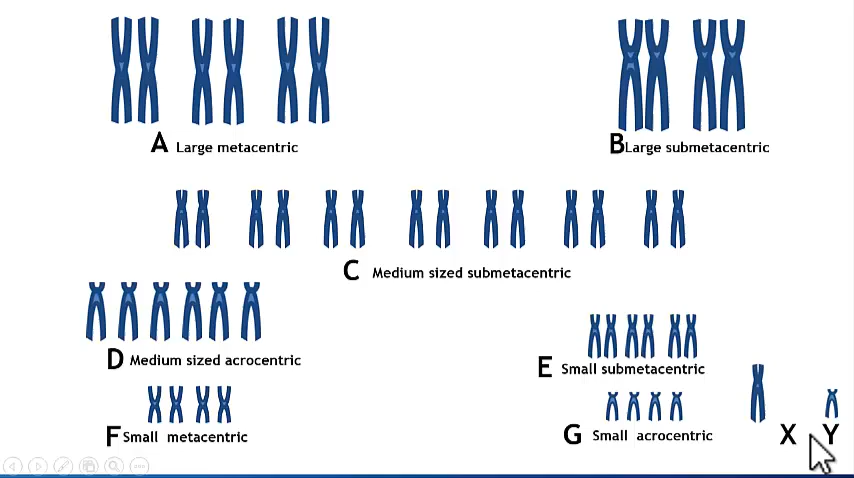 A Large metacentric
B Large submetacentric
C Medium sized submetacentric
D Medium sized acrocentric
E Small submetacentric
F Small metacentric
G Small acrocentric
X Y